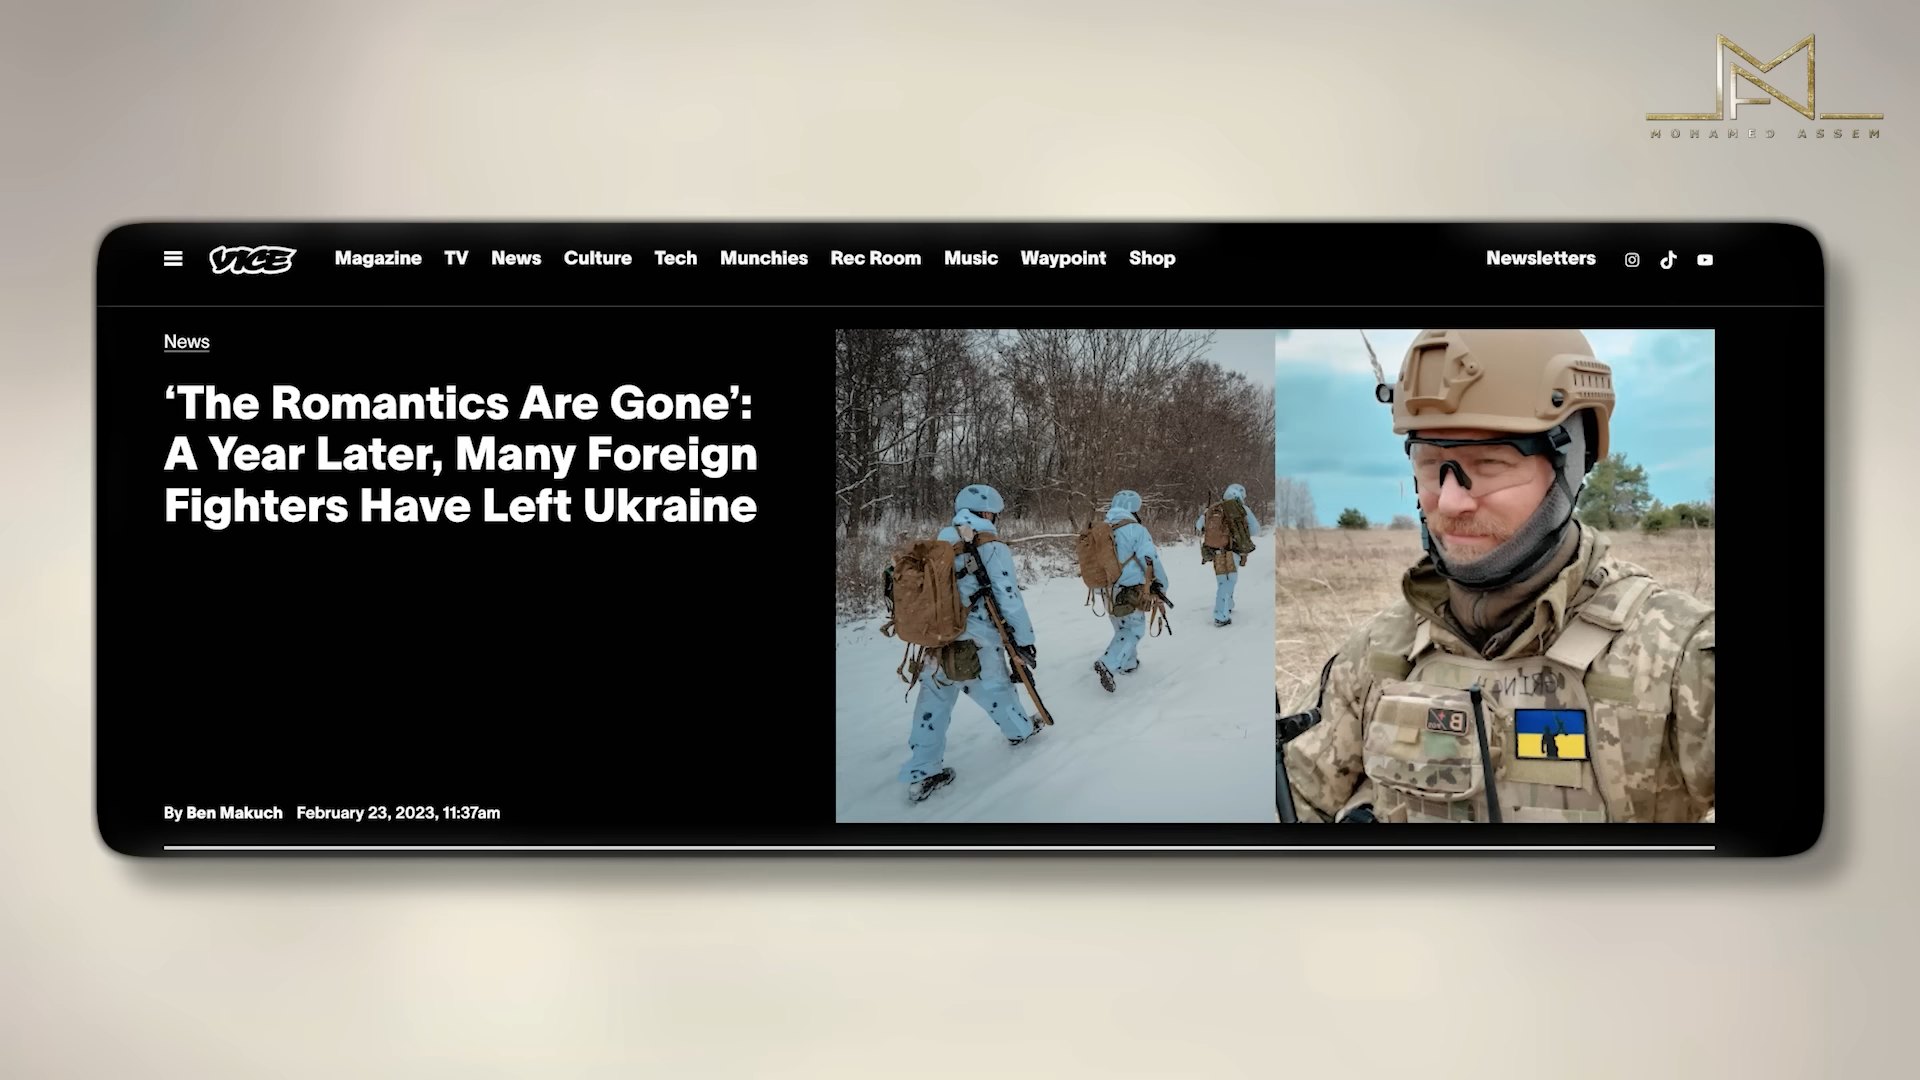 MOHAMED ASSEM
VICE
Magazine TV News Culture Tech Munchies Rec Room Music Waypoint Shop
Newsletters
News
‘The Romantics Are Gone’:
A Year Later, Many Foreign
Fighters Have Left Ukraine
By Ben Makuch February 23, 2023, 11:37am